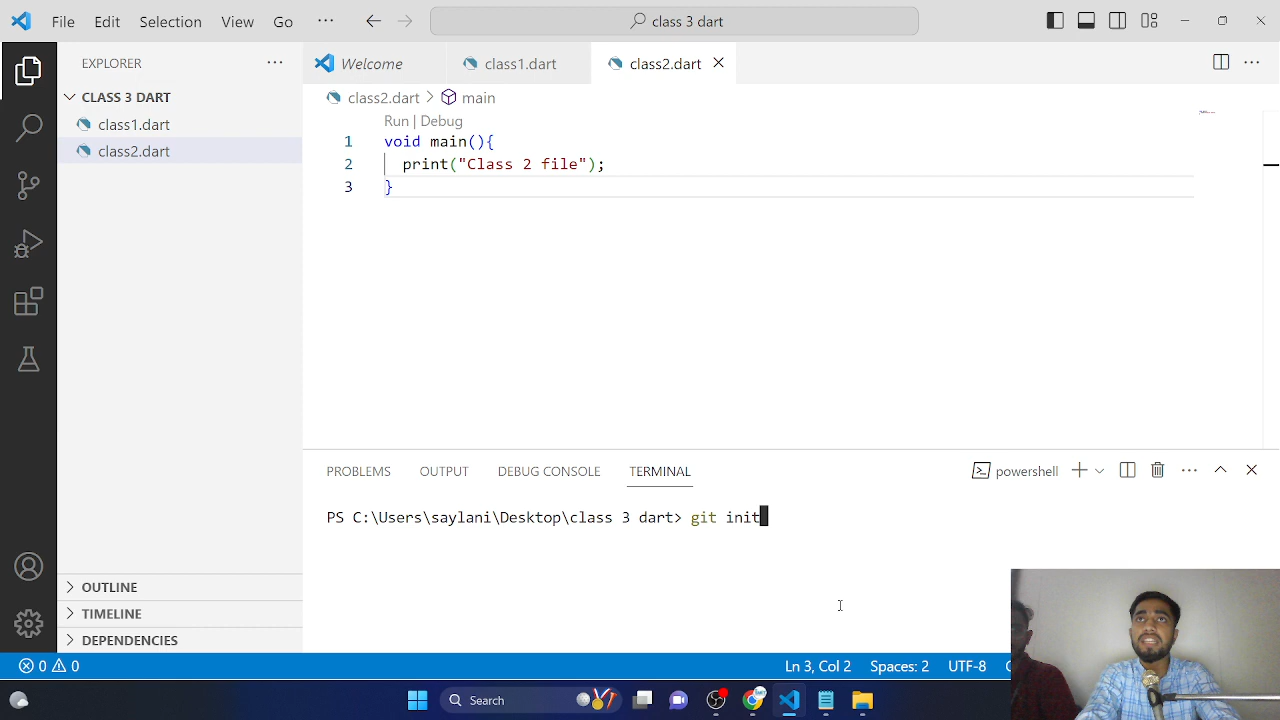 File Edit Selection View Go ... class 3 dart
EXPLORER ...
Welcome class1.dart class2.dart
CLASS 3 DART
class2.dart > main
class1.dart
class2.dart
Run | Debug
1 void main(){
2 print("Class 2 file");
3 }
PROBLEMS OUTPUT DEBUG CONSOLE TERMINAL powershell
PS C:\Users\saylani\Desktop\class 3 dart> git init
OUTLINE
TIMELINE
DEPENDENCIES
0 0 Ln 3, Col 2 Spaces: 2 UTF-8
Search